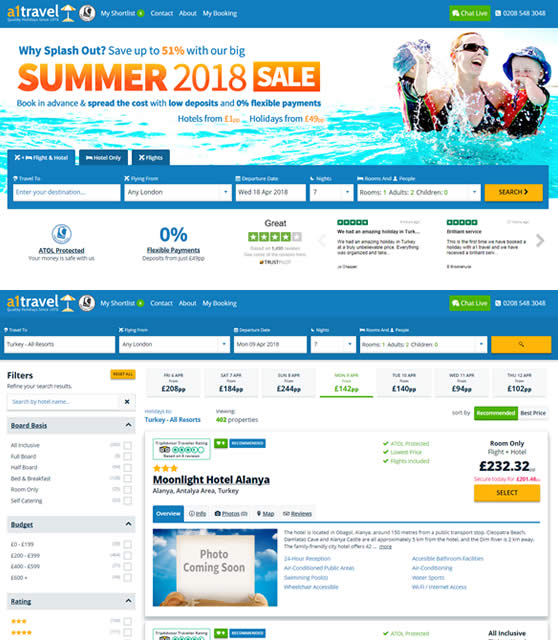 a1travel
Quality Holidays Since 1979
My Shortlist
Contact
About
My Booking
Chat Live
0208 548 3048
Why Splash Out? Save up to 51% with our big
SUMMER 2018 SALE
Book in advance & spread the cost with low deposits and 0% flexible payments
Hotels from £1pp Holidays from £49pp
+ Flight & Hotel
Hotel Only
Flights
Travel To
Flying From
Departure Date
Nights
Rooms And People
Enter your destination...
Any London
Wed 18 Apr 2018
7
Rooms: 1 Adults: 2 Children: 0
SEARCH
ATOL Protected
Your money is safe with us
0%
Flexible Payments
Deposits from just £49pp
Great
See some of the reviews here
TRUSTPILOT
We had an amazing holiday in Turk...
We had an amazing holiday in Turkey
at a truly unbelievable price. Everything
was organized and take...
Brilliant service
This is the first time we have booked
a holiday with a1 travel and we have
received a brilliant serv...
a1travel
Quality Holidays Since 1979
My Shortlist
Contact
About
My Booking
Chat Live
0208 548 3048
Travel To
Flying From
Departure Date
Nights
Rooms And People
Turkey - All Resorts
Any London
Mon 09 Apr 2018
7
Rooms: 1 Adults: 2 Children: 0
Filters
RESET ALL
Refine your search results.
Search by hotel name...
Board Basis
All Inclusive
Full Board
Half Board
Bed & Breakfast
Room Only
Self Catering
Budget
£0 - £199
£200 - £399
£400 - £599
£600 +
Rating
FRI 6 APR
From
£208pp
SAT 7 APR
From
£184pp
SUN 8 APR
From
£244pp
MON 9 APR
From
£142pp
TUE 10 APR
From
£140pp
WED 11 APR
From
£94pp
THU 12 APR
From
£102pp
Holidays to:
Turkey - All Resorts
Viewing:
402 properties
sort by:
Recommended
Best Price
TripAdvisor Traveler Rating
Based on 6 reviews
RECOMMENDED
Moonlight Hotel Alanya
Alanya, Antalya Area, Turkey
ATOL Protected
Lowest Price
Flights Included
Room Only
Flight + Hotel
£232.32pp
Secure today for £201.46
SELECT
Overview
Info
Photos (0)
Map
Reviews
Photo
Coming Soon
The hotel is located in Obagol, Alanya, around 150 metres from a public transport stop. Cleopatra Beach,
Damlatas Cave and Alanya Castle are all approximately 5 km from the hotel, and the Dim River is 2 km away.
The family-friendly city hotel offers 42 ... more
24-Hour Reception
Accesible Bathroom Facilities
Air-Conditioned Public Areas
Air-Conditioning
Swimming Pool(s)
Water Sports
Wheelchair Accessible
Wi-Fi / Internet Access
TripAdvisor Traveler Rating
RECOMMENDED
ATOL Protected
All Inclusive